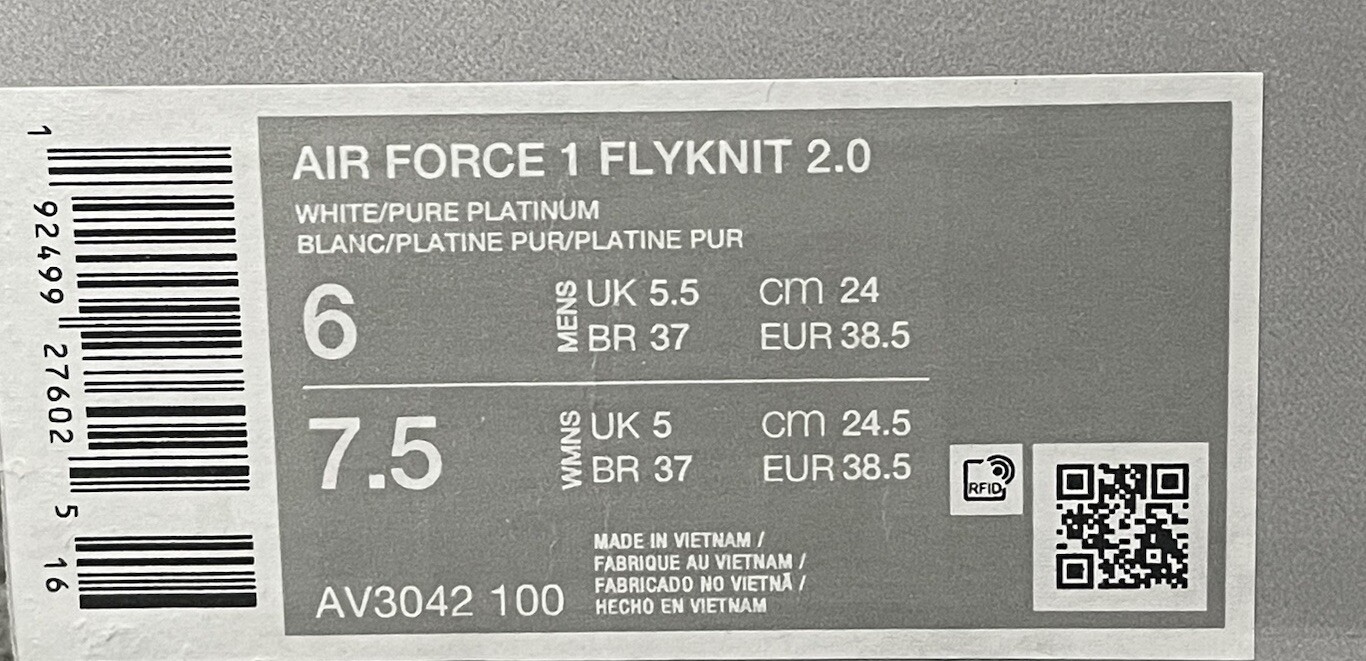 AIR FORCE 1 FLYKNIT 2.0
WHITE/PURE PLATINUM
BLANC/PLATINE PUR/PLATINE PUR
6 MENS UK 5.5 cm 24
BR 37 EUR 38.5
7.5 WMNS UK 5 cm 24.5
BR 37 EUR 38.5
RFID
MADE IN VIETNAM /
FABRIQUE AU VIETNAM /
FABRICADO NO VIETNÃ /
HECHO EN VIETNAM
AV3042 100
1 92499 27602 5 16